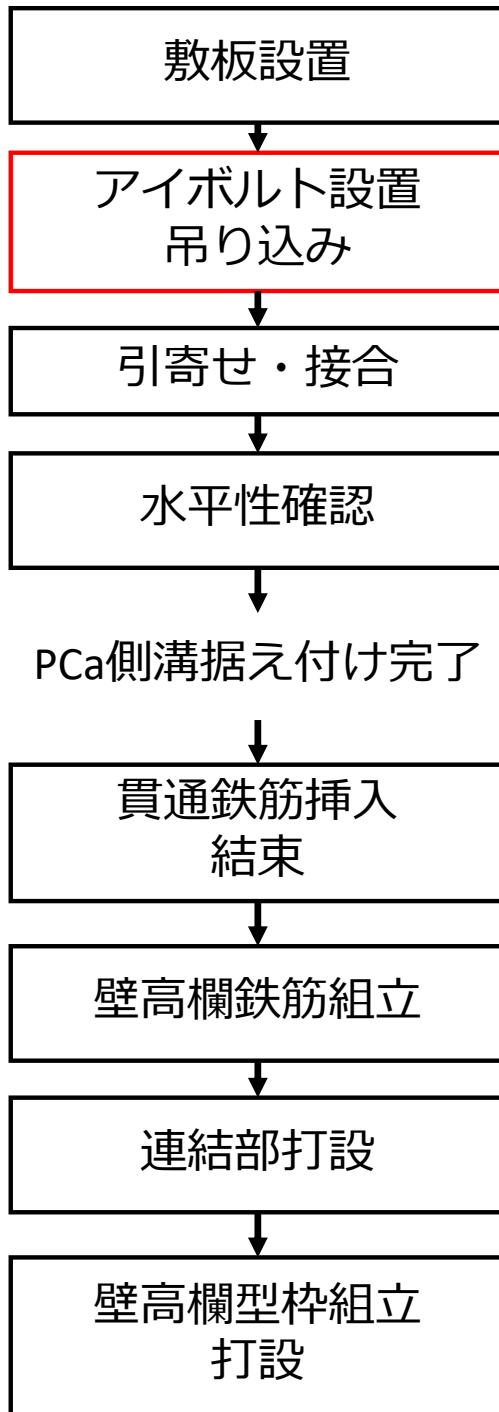 敷板設置
アイボルト設置
吊り込み
引寄せ・接合
水平性確認
PCa側溝据え付け完了
貫通鉄筋挿入
結束
壁高欄鉄筋組立
連結部打設
壁高欄型枠組立
打設